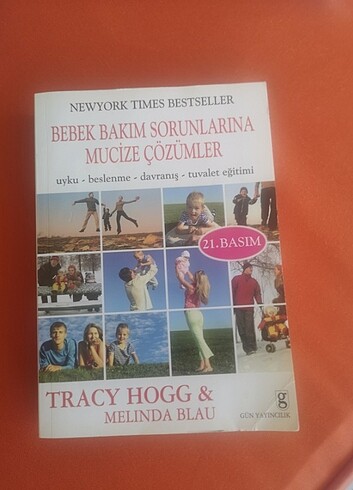 NEWYORK TIMES BESTSELLER
BEBEK BAKIM SORUNLARINA
MUCİZE ÇÖZÜMLER
uyku - beslenme - davranış - tuvalet eğitimi
21. BASIM
TRACY HOGG &
MELINDA BLAU
g
GÜN YAYINCILIK